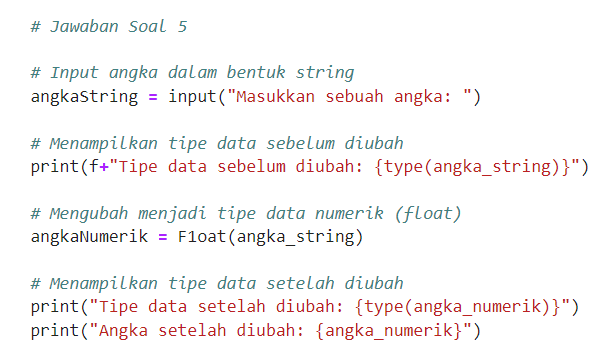 # Jawaban Soal 5
# Input angka dalam bentuk string
angkaString = input("Masukkan sebuah angka: ")
# Menampilkan tipe data sebelum diubah
print(f+"Tipe data sebelum diubah: {type(angka_string)}")
# Mengubah menjadi tipe data numerik (float)
angkaNumerik = F1oat(angka_string)
# Menampilkan tipe data setelah diubah
print("Tipe data setelah diubah: {type(angka_numerik)}")
print("Angka setelah diubah: {angka_numerik}")